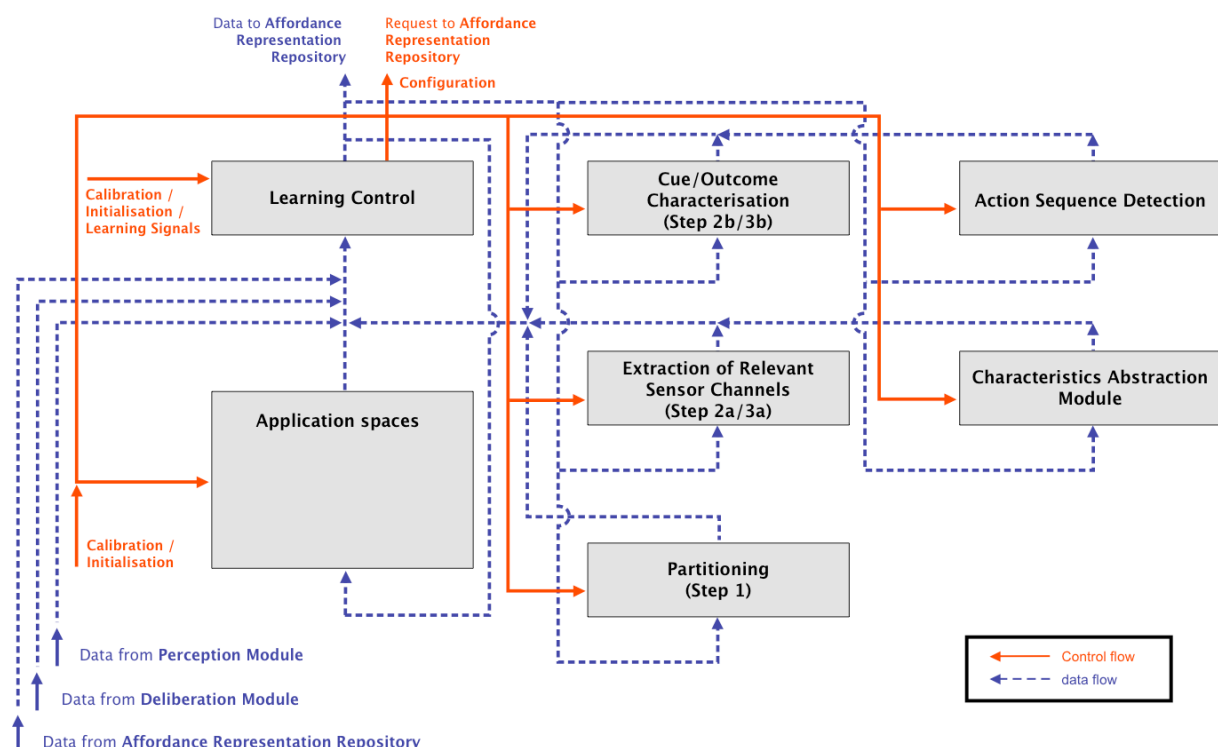 Data to Affordance
Representation
Repository
Request to Affordance
Representation
Repository
Configuration
Calibration /
Initialisation /
Learning Signals
Learning Control
Cue/Outcome
Characterisation
(Step 2b/3b)
Action Sequence Detection
Application spaces
Extraction of Relevant
Sensor Channels
(Step 2a/3a)
Characteristics Abstraction
Module
Calibration /
Initialisation
Partitioning
(Step 1)
Data from Perception Module
Data from Deliberation Module
Data from Affordance Representation Repository
Control flow
data flow